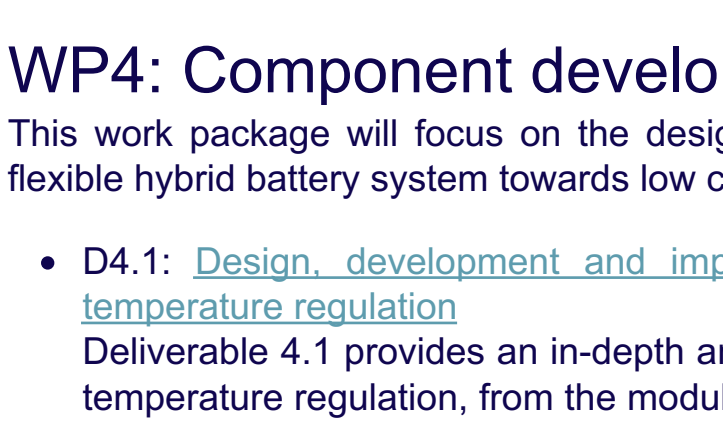 WP4: Component develo
This work package will focus on the desig
flexible hybrid battery system towards low c
• D4.1: Design, development and imp
temperature regulation
Deliverable 4.1 provides an in-depth a
temperature regulation, from the modul